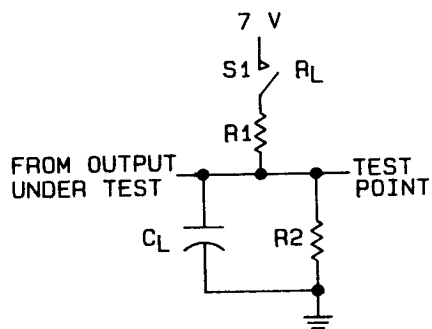 7 V
S1 RL
R1
FROM OUTPUT
UNDER TEST
TEST
POINT
CL
R2